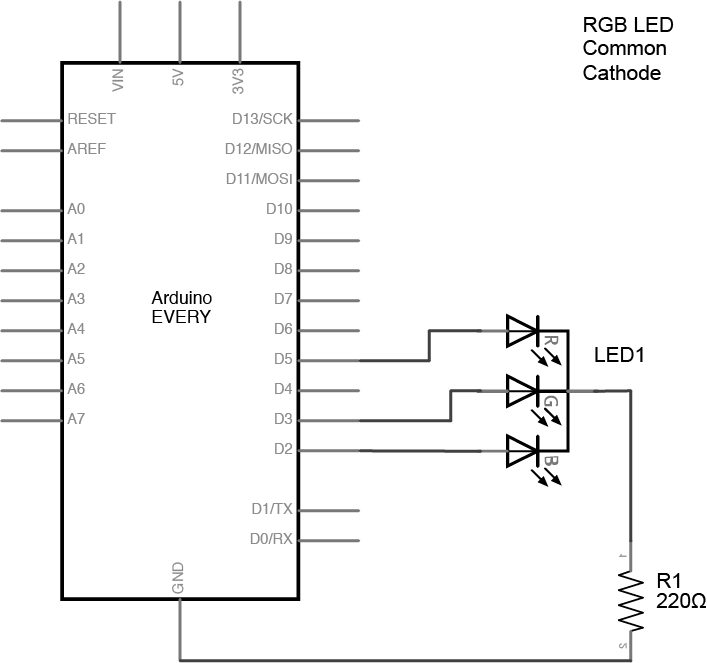 RGB LED
Common
Cathode
VIN
5V
3V3
RESET
AREF
A0
A1
A2
A3
A4
A5
A6
A7
Arduino
EVERY
D13/SCK
D12/MISO
D11/MOSI
D10
D9
D8
D7
D6
D5
D4
D3
D2
D1/TX
D0/RX
GND
R
G
B
LED1
1
R1
220Ω
2